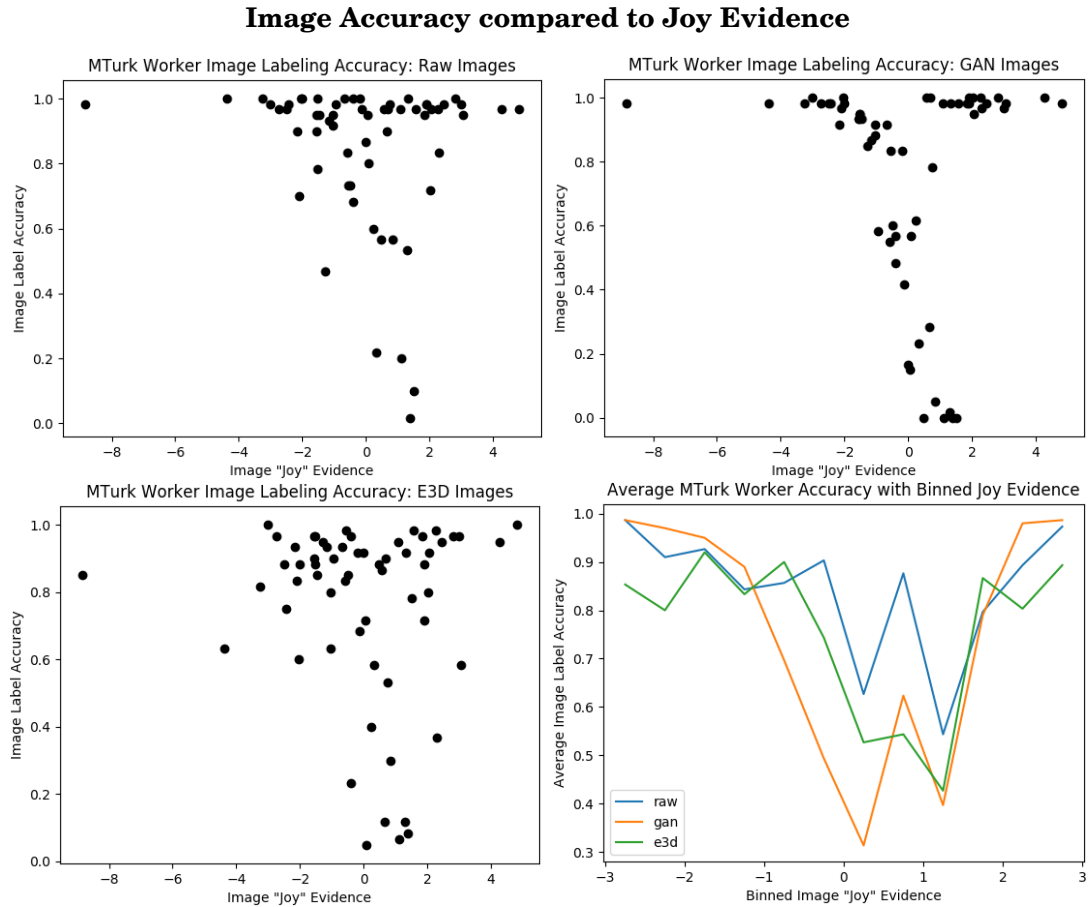 Image Accuracy compared to Joy Evidence
MTurk Worker Image Labeling Accuracy: Raw Images
Image Label Accuracy
1.0
0.8
0.6
0.4
0.2
0.0
−8 −6 −4 −2 0 2 4
Image "Joy" Evidence
MTurk Worker Image Labeling Accuracy: GAN Images
Image Label Accuracy
1.0
0.8
0.6
0.4
0.2
0.0
−8 −6 −4 −2 0 2 4
Image "Joy" Evidence
MTurk Worker Image Labeling Accuracy: E3D Images
Image Label Accuracy
1.0
0.8
0.6
0.4
0.2
0.0
−8 −6 −4 −2 0 2 4
Image "Joy" Evidence
Average MTurk Worker Accuracy with Binned Joy Evidence
Average Image Label Accuracy
1.0
0.9
0.8
0.7
0.6
0.5
0.4
0.3
raw
gan
e3d
−3 −2 −1 0 1 2 3
Binned Image "Joy" Evidence